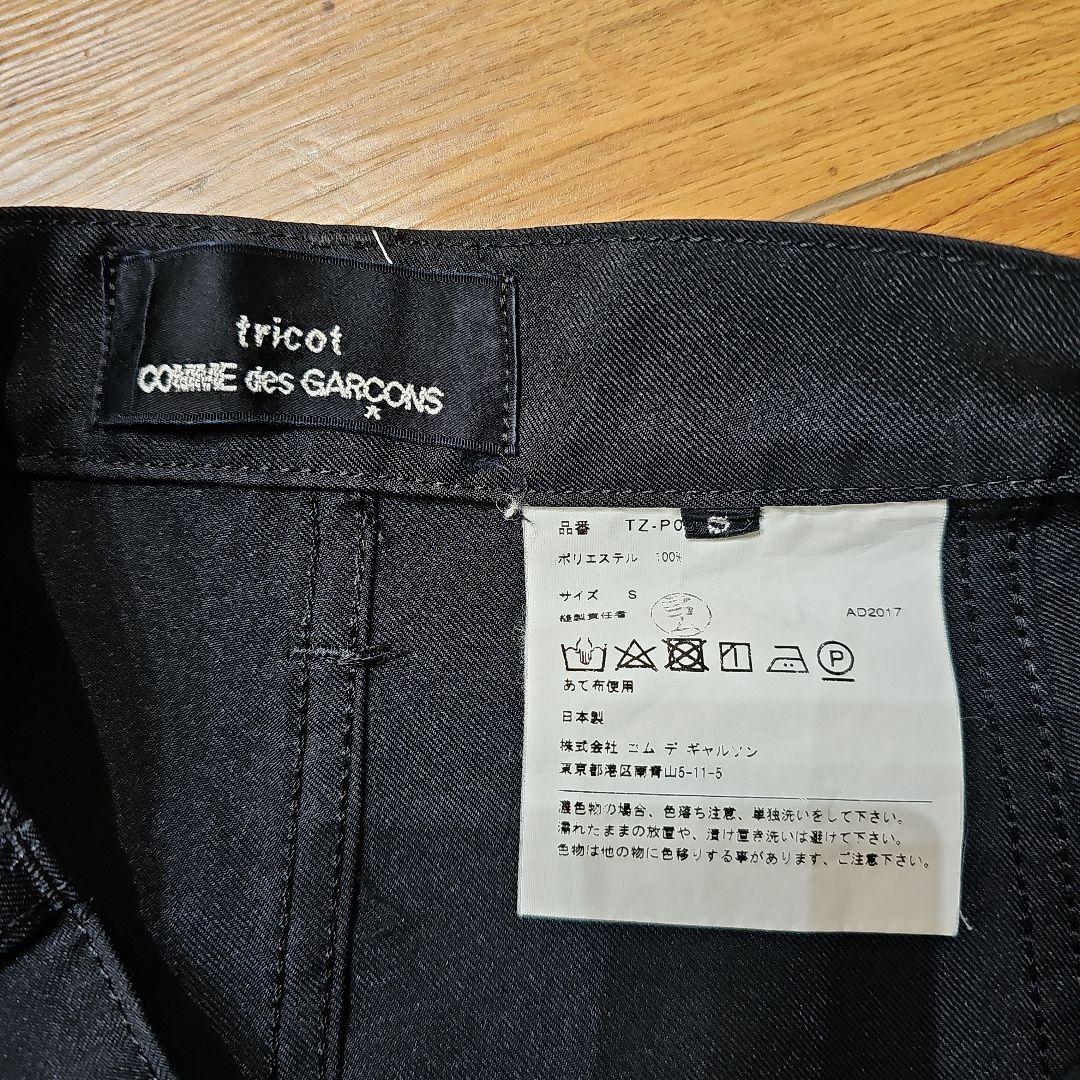 tricot
COMME des GARÇONS
品番 TZ-P0
S
ポリエステル 100%
サイズ S
縫製責任者
AD2017
P
あて布使用
日本製
株式会社 コム デ ギャルソン
東京都港区南青山5-11-5
濃色物の場合、色落ち注意、単独洗いをして下さい。
濡れたままの放置や、漬け置き洗いは避けて下さい。
色物は他の物に色移りする事があります、ご注意下さい。